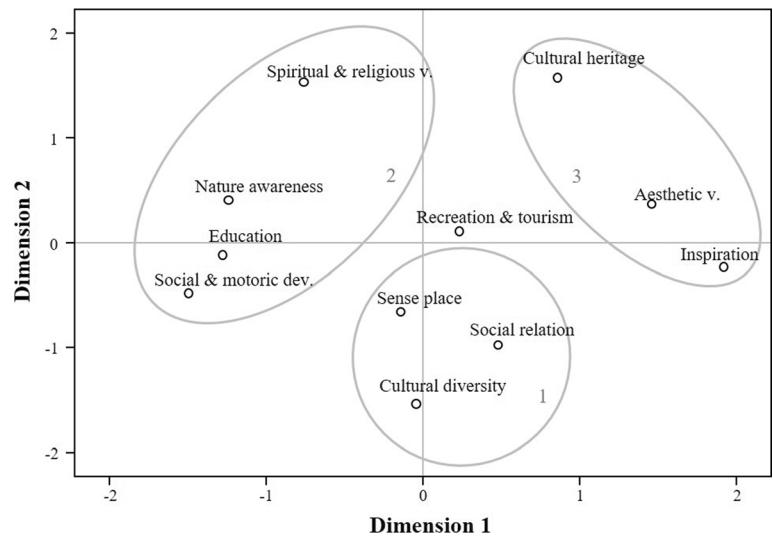 2
Cultural heritage
Spiritual & religious v.
1
2
3
Nature awareness
Aesthetic v.
Recreation & tourism
Education
0
Inspiration
Social & motoric dev.
Sense place
Social relation
-1
Cultural diversity
1
-2
-2 -1 0 1 2
Dimension 1
Dimension 2